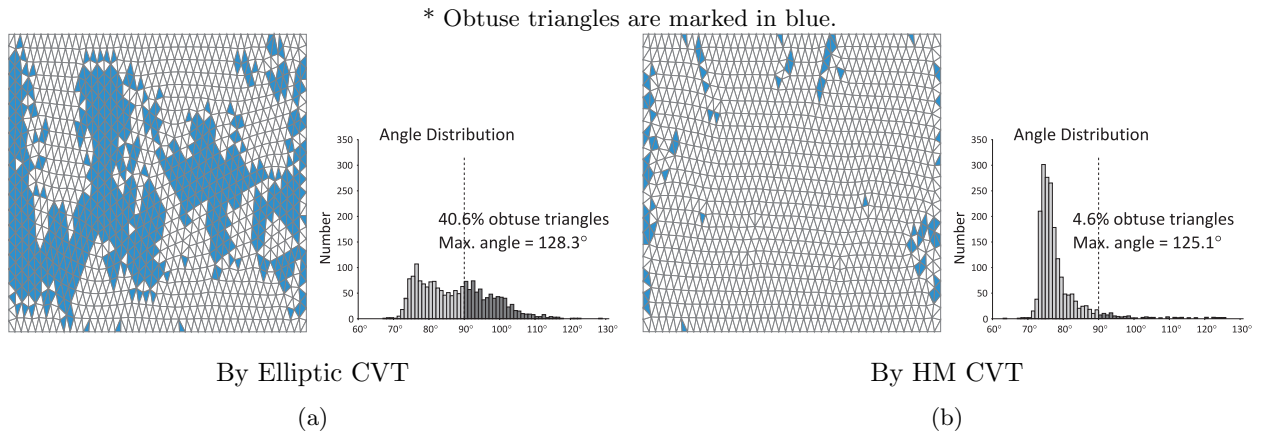 * Obtuse triangles are marked in blue.
Angle Distribution
350
300
250
200
150
100
50
0
Number
40.6% obtuse triangles
Max. angle = 128.3°
60° 70° 80° 90° 100° 110° 120° 130°
By Elliptic CVT
(a)
Angle Distribution
350
300
250
200
150
100
50
0
Number
4.6% obtuse triangles
Max. angle = 125.1°
60° 70° 80° 90° 100° 110° 120° 130°
By HM CVT
(b)